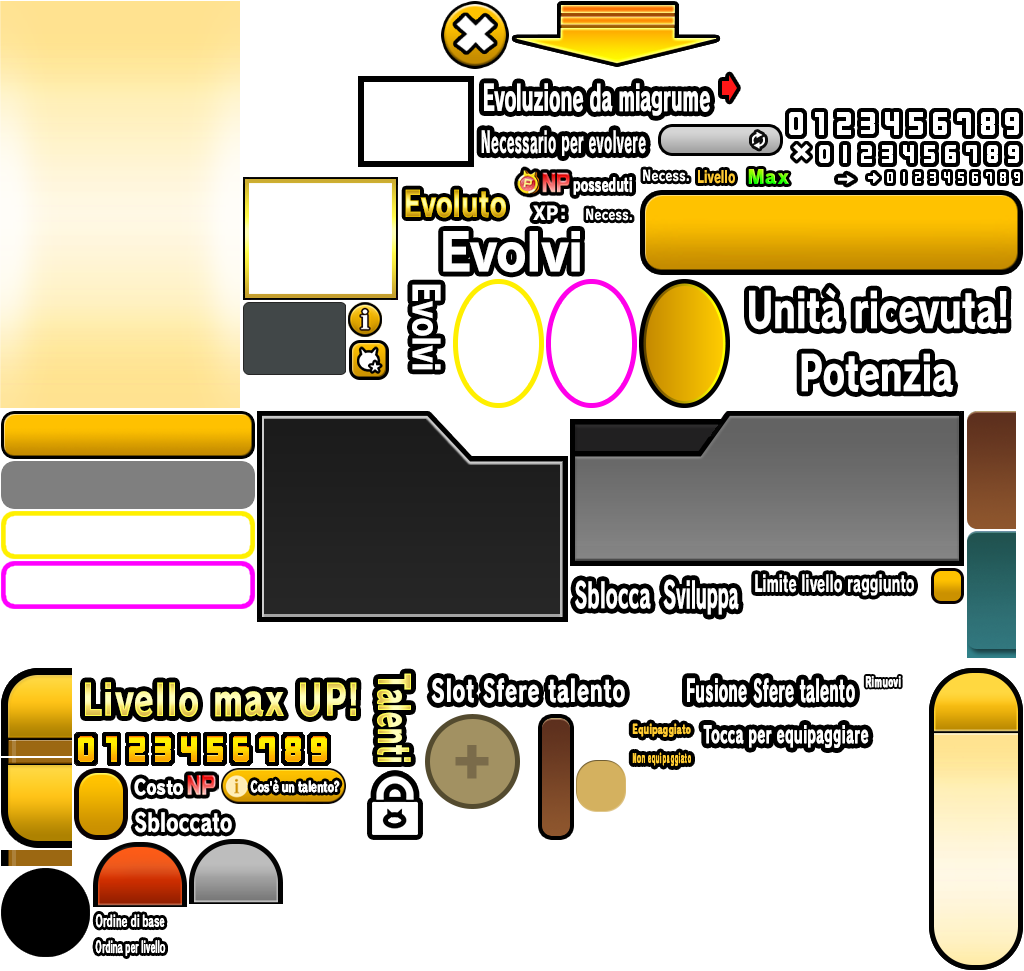 Evoluzione da miagrume
Necessario per evolvere
0123456789
×0123456789
0123456789
NP posseduti
Necess. Livello Max
Evoluto
XP: Necess.
Evolvi
Evolvi
Unità ricevuta!
Potenzia
Sblocca Sviluppa
Limite livello raggiunto
Livello max UP!
0123456789
Talenti
Slot Sfere talento
Fusione Sfere talento
Rimuovi
Equipaggiato
Tocca per equipaggiare
Non equipaggiato
Costo NP
i Cos'è un talento?
Sbloccato
Ordine di base
Ordina per livello